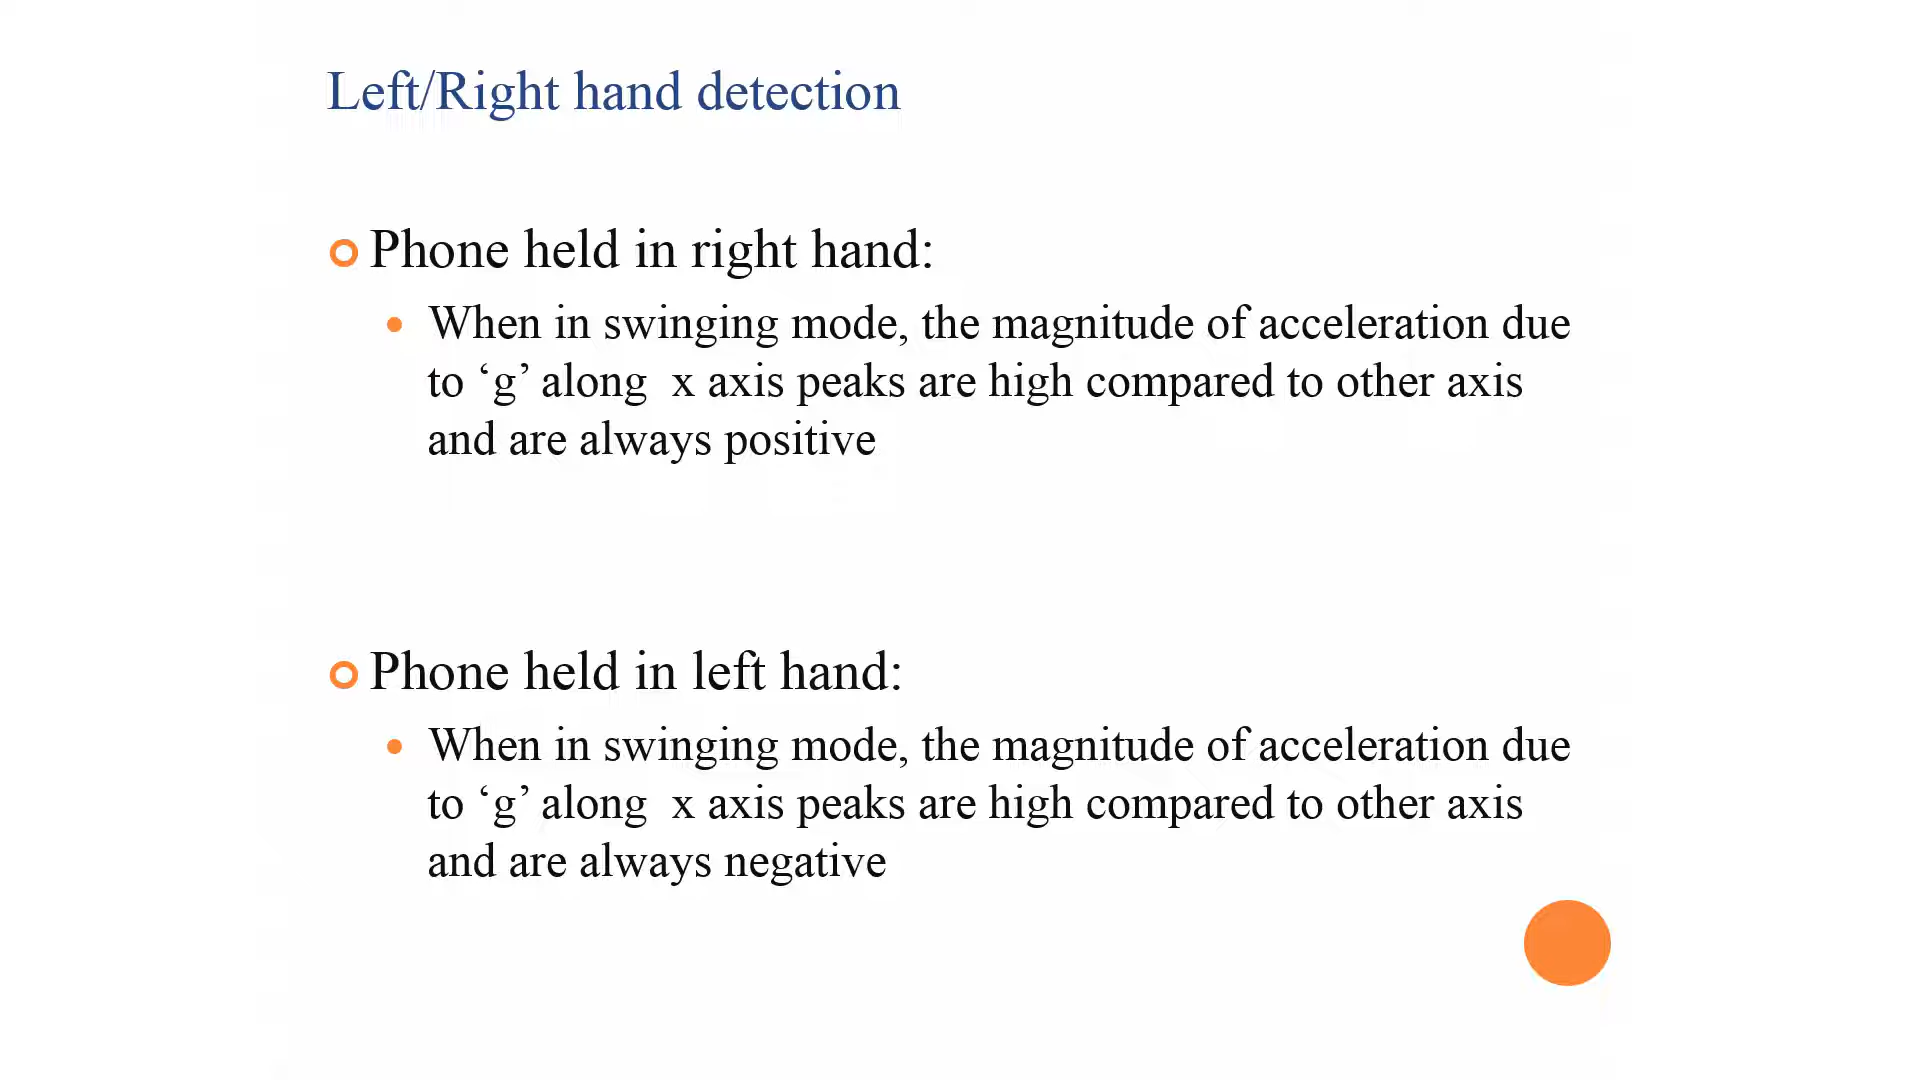 Left/Right hand detection
Phone held in right hand:
When in swinging mode, the magnitude of acceleration due
to ‘g’ along x axis peaks are high compared to other axis
and are always positive
Phone held in left hand:
When in swinging mode, the magnitude of acceleration due
to ‘g’ along x axis peaks are high compared to other axis
and are always negative